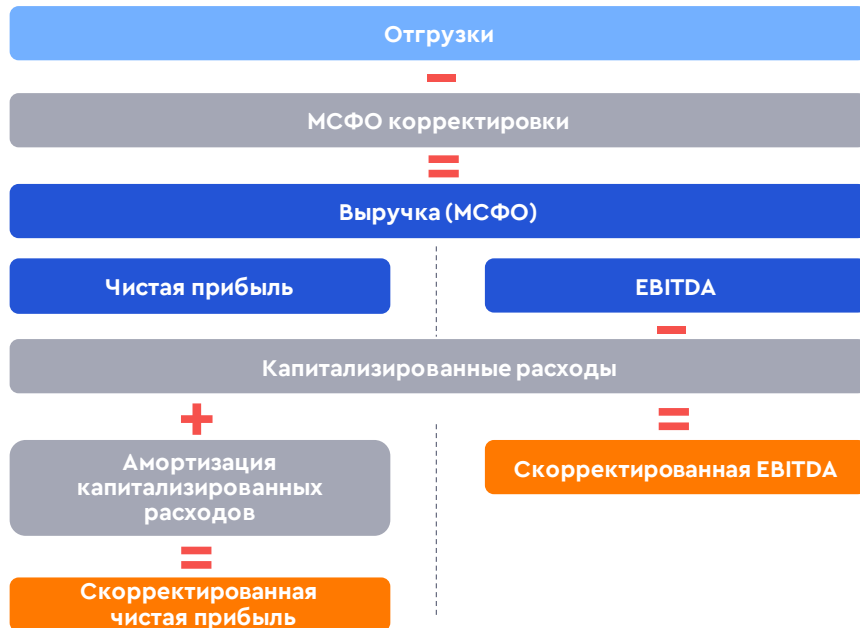 Отгрузки
−
МСФО корректировки
=
Выручка (МСФО)
Чистая прибыль
EBITDA
−
Капитализированные расходы
+
=
Амортизация
капитализированных
расходов
Скорректированная EBITDA
=
Скорректированная
чистая прибыль